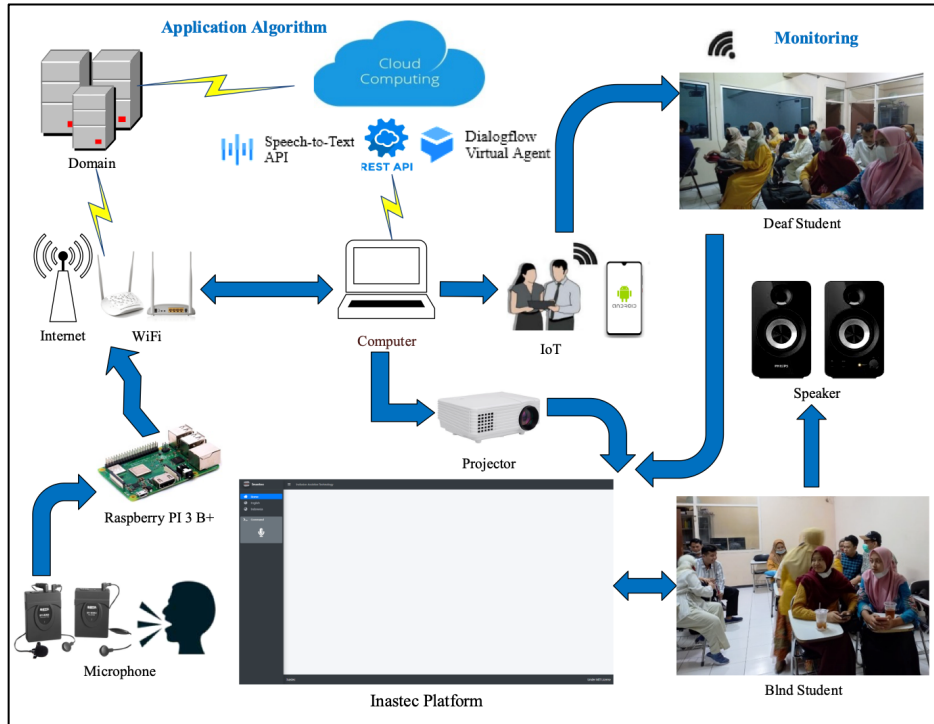 Application Algorithm
Monitoring
Cloud
Computing
Speech-to-Text
API
REST API
Dialogflow
Virtual Agent
Domain
Deaf Student
Internet
WiFi
Computer
IoT
ANDROID
PHILIPS
Speaker
Projector
Raspberry PI 3 B+
Microphone
Inastec Platform
Blnd Student